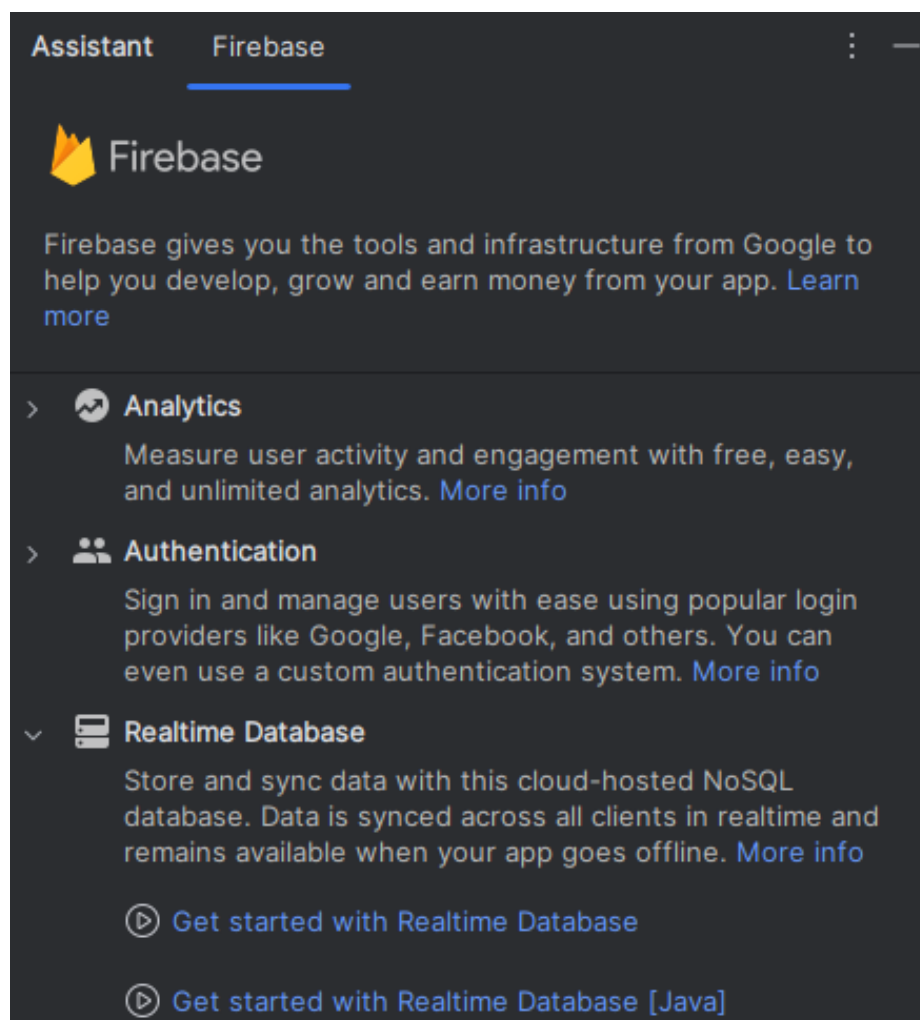 Assistant Firebase
Firebase
Firebase gives you the tools and infrastructure from Google to
help you develop, grow and earn money from your app. Learn
more
Analytics
Measure user activity and engagement with free, easy,
and unlimited analytics. More info
Authentication
Sign in and manage users with ease using popular login
providers like Google, Facebook, and others. You can
even use a custom authentication system. More info
Realtime Database
Store and sync data with this cloud-hosted NoSQL
database. Data is synced across all clients in realtime and
remains available when your app goes offline. More info
Get started with Realtime Database
Get started with Realtime Database [Java]